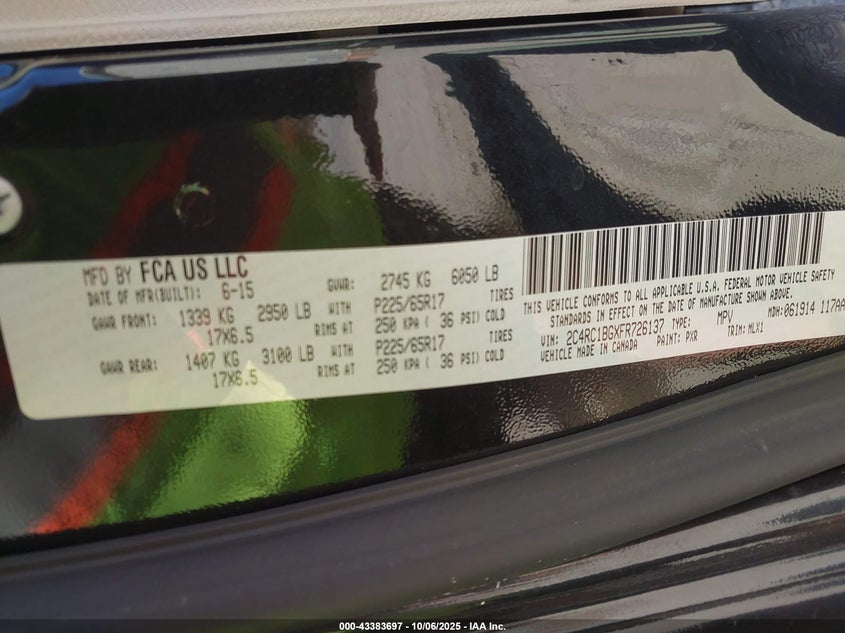 MFD BY FCA US LLC
DATE OF MFR(BUILT): 6-15 GVWR: 2745 KG 6050 LB
GAWR FRONT: 1339 KG 2950 LB WITH P225/65R17 TIRES
17X6.5 RIMS AT 250 KPA ( 36 PSI) COLD
GAWR REAR: 1407 KG 3100 LB WITH P225/65R17 TIRES
17X6.5 RIMS AT 250 KPA ( 36 PSI) COLD
THIS VEHICLE CONFORMS TO ALL APPLICABLE U.S.A. FEDERAL MOTOR VEHICLE SAFETY
STANDARDS IN EFFECT ON THE DATE OF MANUFACTURE SHOWN ABOVE.
VIN: 2C4RC1BGXFR726137 TYPE: MPV MDH: 061914 117AA
VEHICLE MADE IN CANADA PAINT: PXR TRIM: MLX1
000-43383697 - 10/06/2025 - IAA Inc.